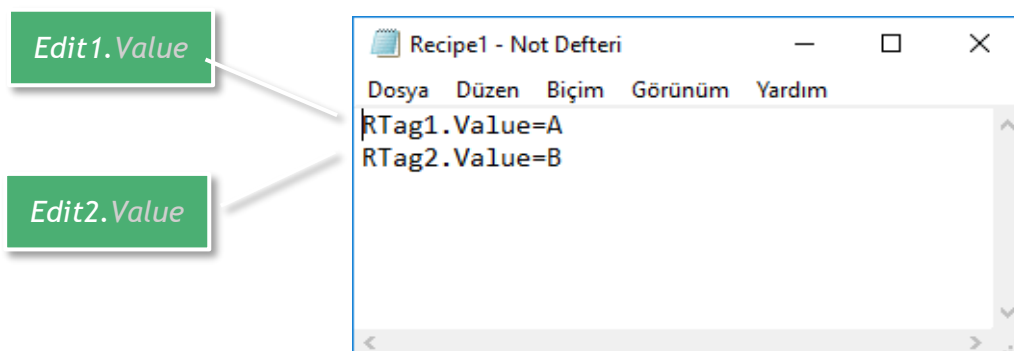 Edit1.Value
Recipe1 - Not Defteri
Dosya Düzen Biçim Görünüm Yardım
RTag1.Value=A
RTag2.Value=B
Edit2.Value